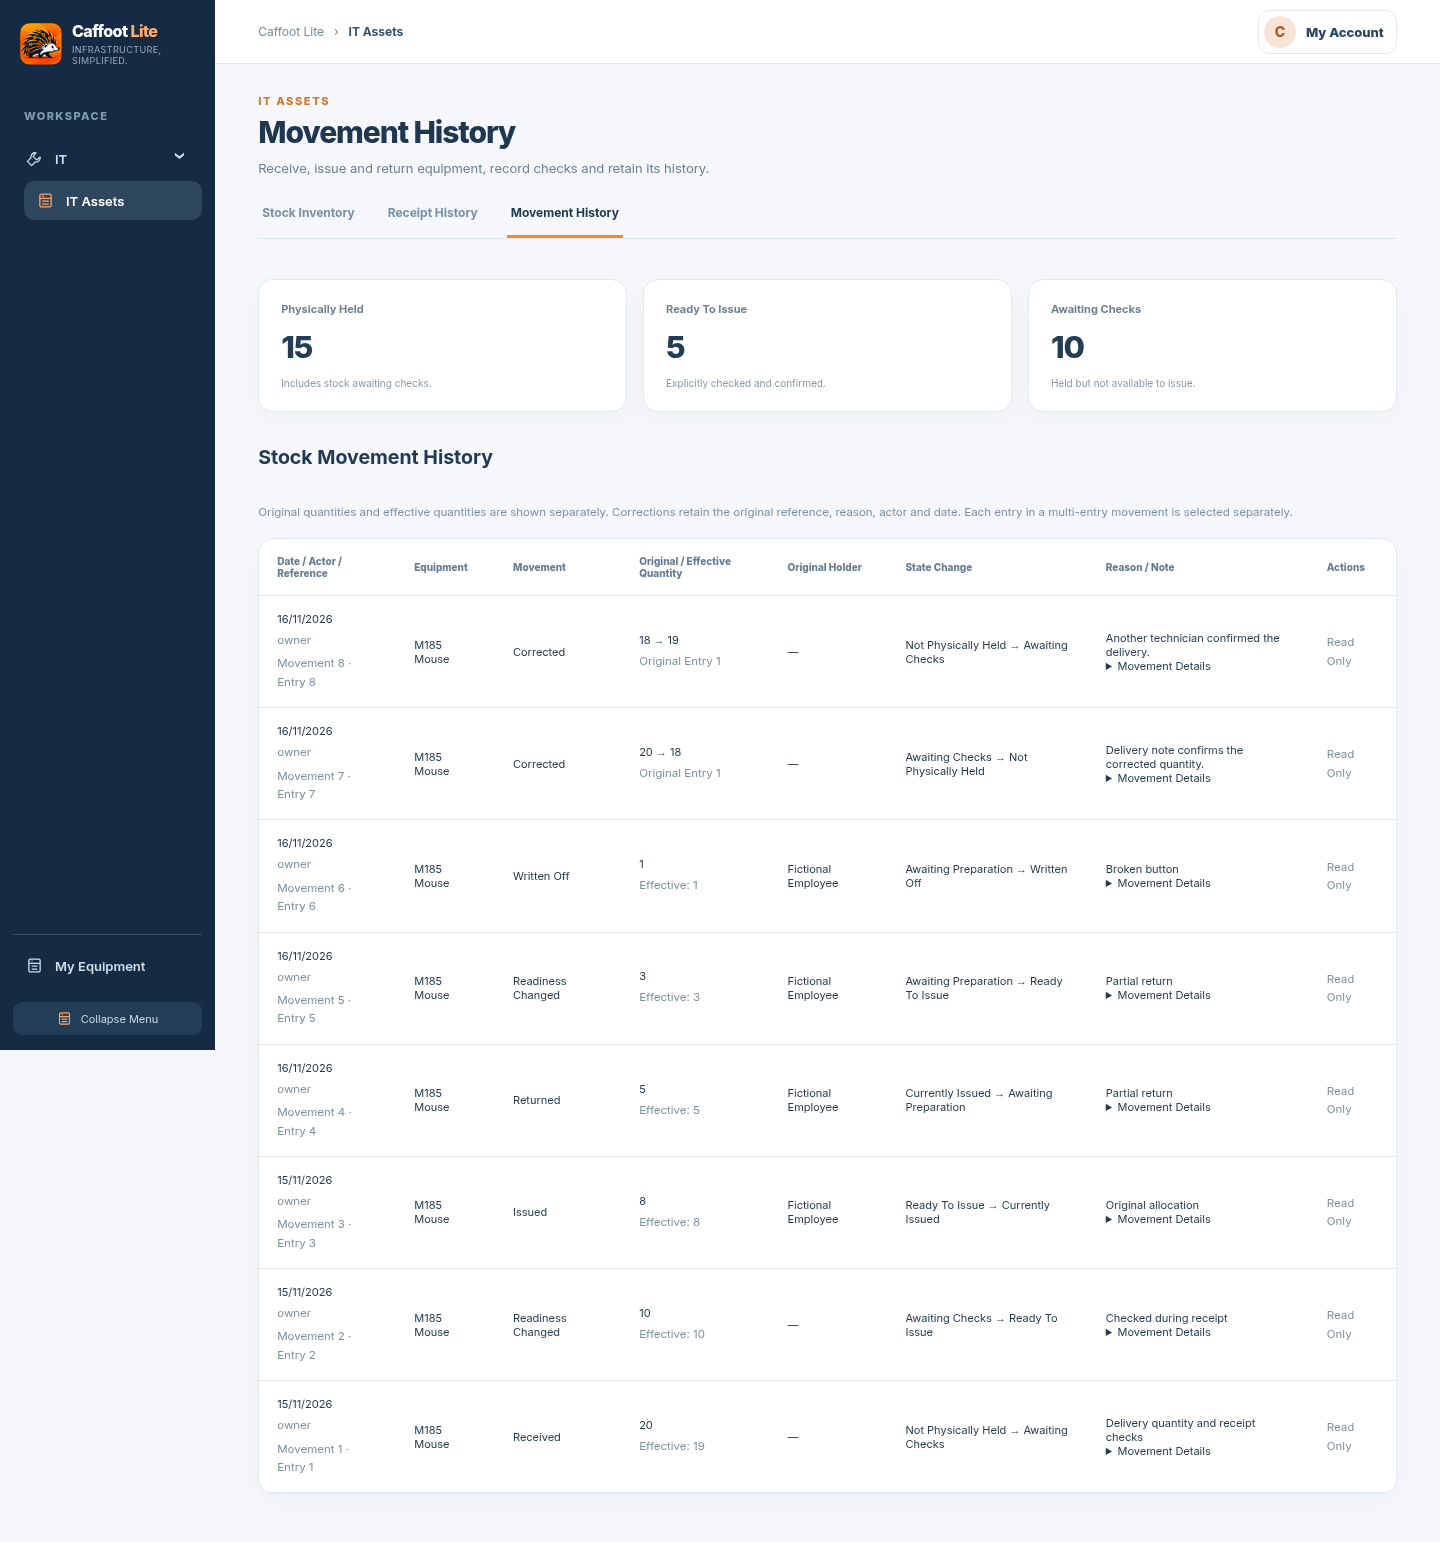 Caffoot Lite
INFRASTRUCTURE,
SIMPLIFIED.
WORKSPACE
IT
IT Assets
My Equipment
Collapse Menu
Caffoot Lite › IT Assets
C My Account
IT ASSETS
Movement History
Receive, issue and return equipment, record checks and retain its history.
Stock Inventory Receipt History Movement History
Physically Held
15
Includes stock awaiting checks.
Ready To Issue
5
Explicitly checked and confirmed.
Awaiting Checks
10
Held but not available to issue.
Stock Movement History
Original quantities and effective quantities are shown separately. Corrections retain the original reference, reason, actor and date. Each entry in a multi-entry movement is selected separately.
Date / Actor /
Reference
Equipment
Movement
Original / Effective
Quantity
Original Holder
State Change
Reason / Note
Actions
16/11/2026
owner
Movement 8 ·
Entry 8
M185
Mouse
Corrected
18 → 19
Original Entry 1
—
Not Physically Held → Awaiting
Checks
Another technician confirmed the
delivery.
▶ Movement Details
Read
Only
16/11/2026
owner
Movement 7 ·
Entry 7
M185
Mouse
Corrected
20 → 18
Original Entry 1
—
Awaiting Checks → Not
Physically Held
Delivery note confirms the
corrected quantity.
▶ Movement Details
Read
Only
16/11/2026
owner
Movement 6 ·
Entry 6
M185
Mouse
Written Off
1
Effective: 1
Fictional
Employee
Awaiting Preparation → Written
Off
Broken button
▶ Movement Details
Read
Only
16/11/2026
owner
Movement 5 ·
Entry 5
M185
Mouse
Readiness
Changed
3
Effective: 3
Fictional
Employee
Awaiting Preparation → Ready
To Issue
Partial return
▶ Movement Details
Read
Only
16/11/2026
owner
Movement 4 ·
Entry 4
M185
Mouse
Returned
5
Effective: 5
Fictional
Employee
Currently Issued → Awaiting
Preparation
Partial return
▶ Movement Details
Read
Only
15/11/2026
owner
Movement 3 ·
Entry 3
M185
Mouse
Issued
8
Effective: 8
Fictional
Employee
Ready To Issue → Currently
Issued
Original allocation
▶ Movement Details
Read
Only
15/11/2026
owner
Movement 2 ·
Entry 2
M185
Mouse
Readiness
Changed
10
Effective: 10
—
Awaiting Checks → Ready To
Issue
Checked during receipt
▶ Movement Details
Read
Only
15/11/2026
owner
Movement 1 ·
Entry 1
M185
Mouse
Received
20
Effective: 19
—
Not Physically Held → Awaiting
Checks
Delivery quantity and receipt
checks
▶ Movement Details
Read
Only